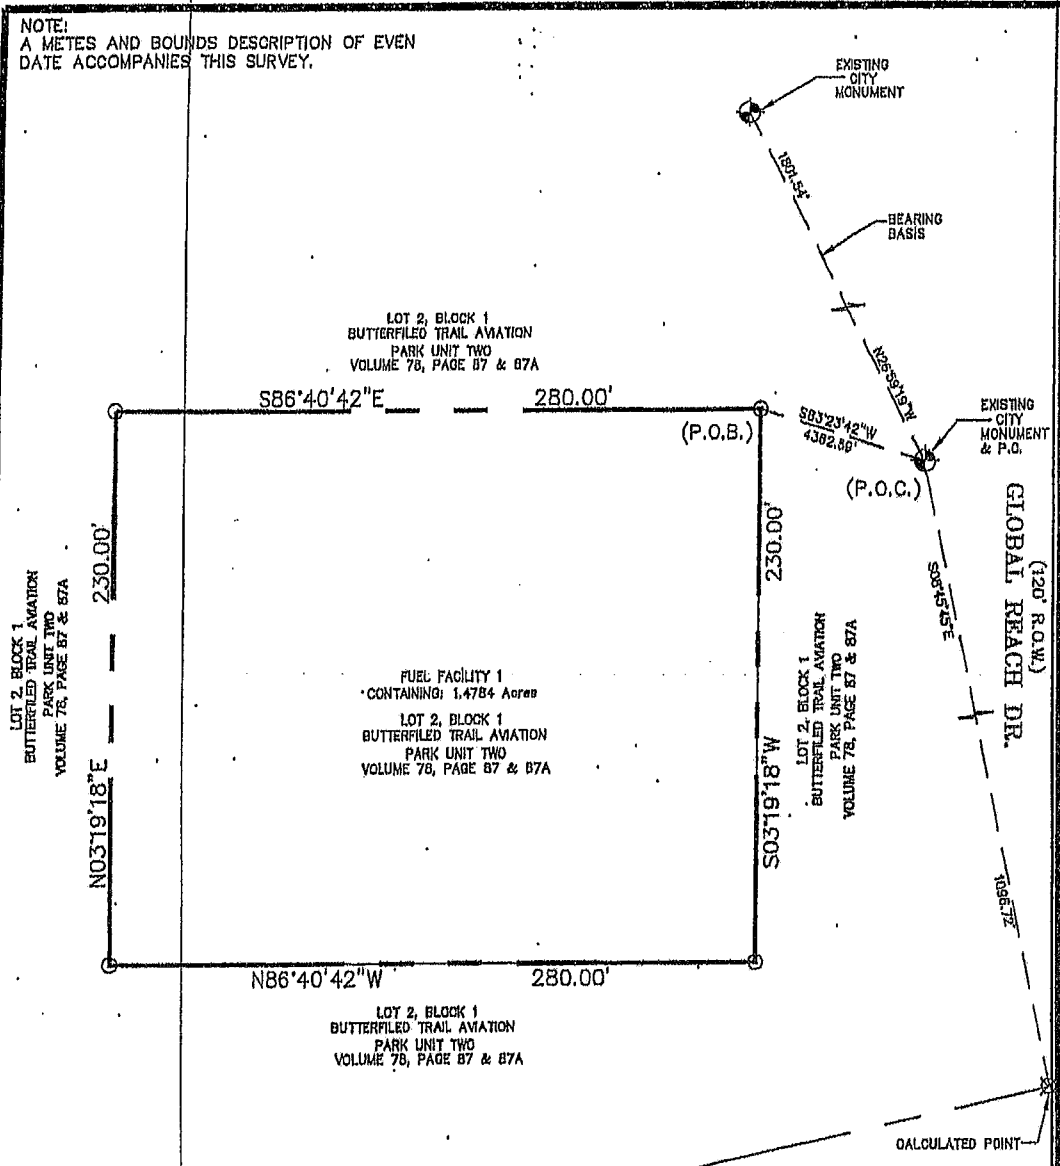 NOTE:
A METES AND BOUNDS DESCRIPTION OF EVEN
DATE ACCOMPANIES THIS SURVEY.
EXISTING
CITY
MONUMENT
1801.54'
BEARING
BASIS
N26°59'19"W
LOT 2, BLOCK 1
BUTTERFILED TRAIL AVIATION
PARK UNIT TWO
VOLUME 78, PAGE 87 & 87A
S86°40'42"E 280.00'
(P.O.B.)
S83°23'42"W
4382.89'
EXISTING
CITY
MONUMENT
& P.O.
(P.O.C.)
GLOBAL REACH DR.
(120' R.O.W.)
S08°45'45"E
1096.72'
230.00'
N03°19'18"E
LOT 2, BLOCK 1
BUTTERFILED TRAIL AVIATION
PARK UNIT TWO
VOLUME 78, PAGE 87 & 87A
FUEL FACILITY 1
CONTAINING: 1.4784 Acres
LOT 2, BLOCK 1
BUTTERFILED TRAIL AVIATION
PARK UNIT TWO
VOLUME 78, PAGE 87 & 87A
230.00'
S03°19'18"W
LOT 2, BLOCK 1
BUTTERFILED TRAIL AVIATION
PARK UNIT TWO
VOLUME 78, PAGE 87 & 87A
N86°40'42"W 280.00'
LOT 2, BLOCK 1
BUTTERFILED TRAIL AVIATION
PARK UNIT TWO
VOLUME 78, PAGE 87 & 87A
CALCULATED POINT